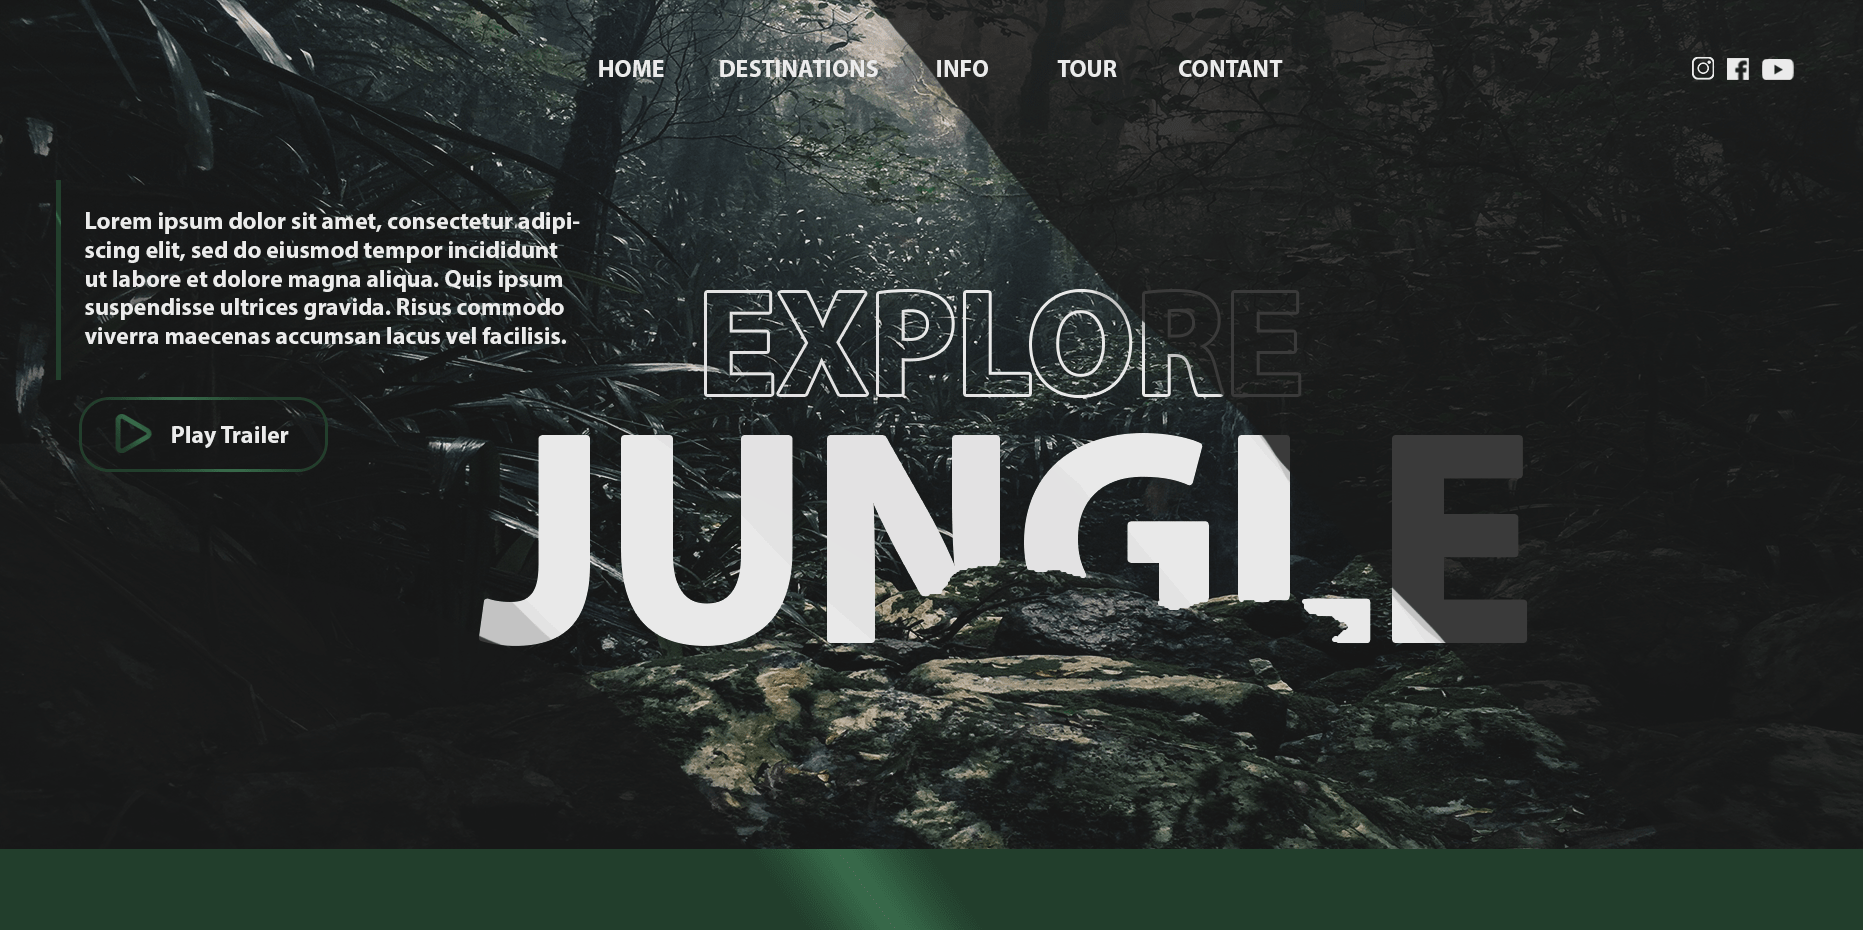 HOME DESTINATIONS INFO TOUR CONTANT
Lorem ipsum dolor sit amet, consectetur adipi-
scing elit, sed do eiusmod tempor incididunt
ut labore et dolore magna aliqua. Quis ipsum
suspendisse ultrices gravida. Risus commodo
viverra maecenas accumsan lacus vel facilisis.
Play Trailer
EXPLORE
JUNGLE